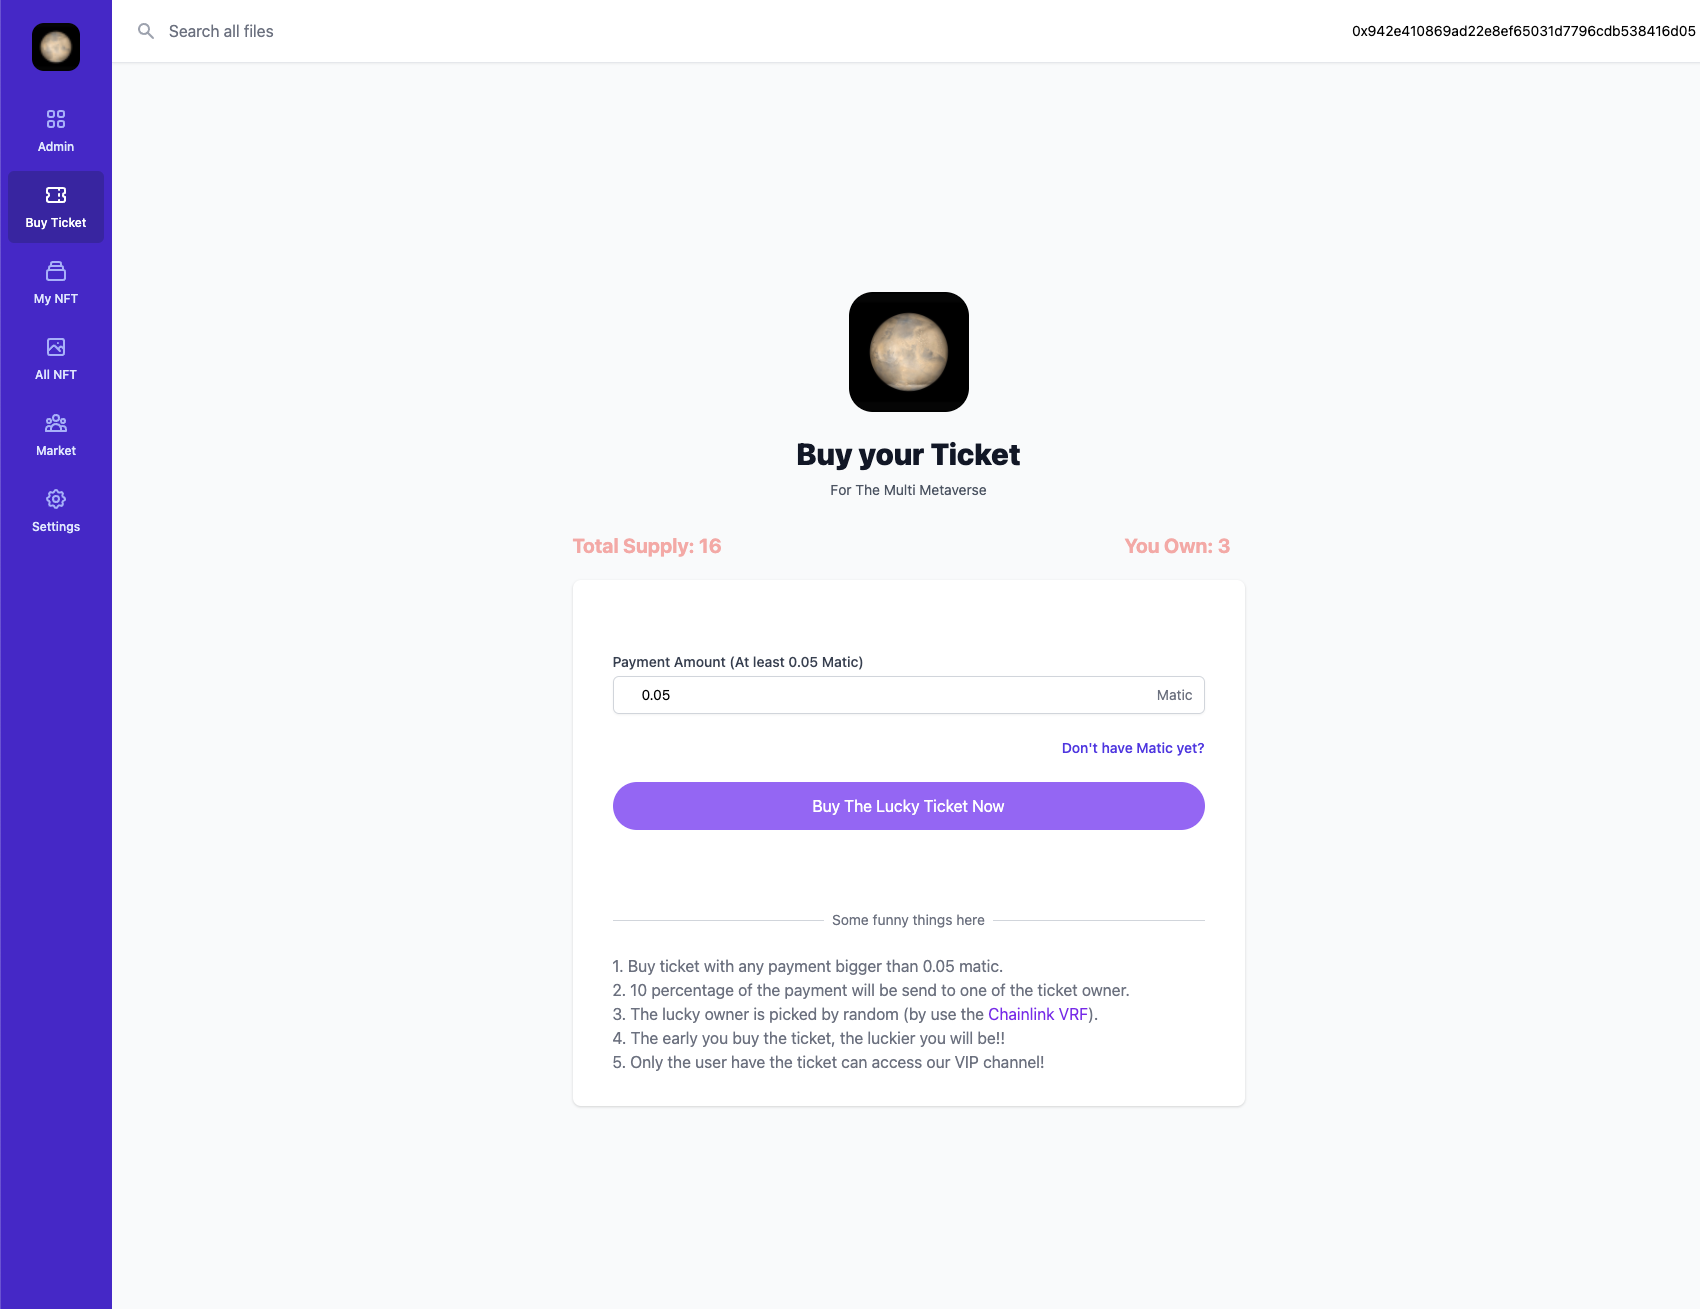 Search all files
0x942e410869ad22e8ef65031d7796cdb538416d05
Admin
Buy Ticket
My NFT
All NFT
Market
Settings
Buy your Ticket
For The Multi Metaverse
Total Supply: 16
You Own: 3
Payment Amount (At least 0.05 Matic)
0.05 Matic
Don't have Matic yet?
Buy The Lucky Ticket Now
Some funny things here
1. Buy ticket with any payment bigger than 0.05 matic.
2. 10 percentage of the payment will be send to one of the ticket owner.
3. The lucky owner is picked by random (by use the Chainlink VRF).
4. The early you buy the ticket, the luckier you will be!!
5. Only the user have the ticket can access our VIP channel!